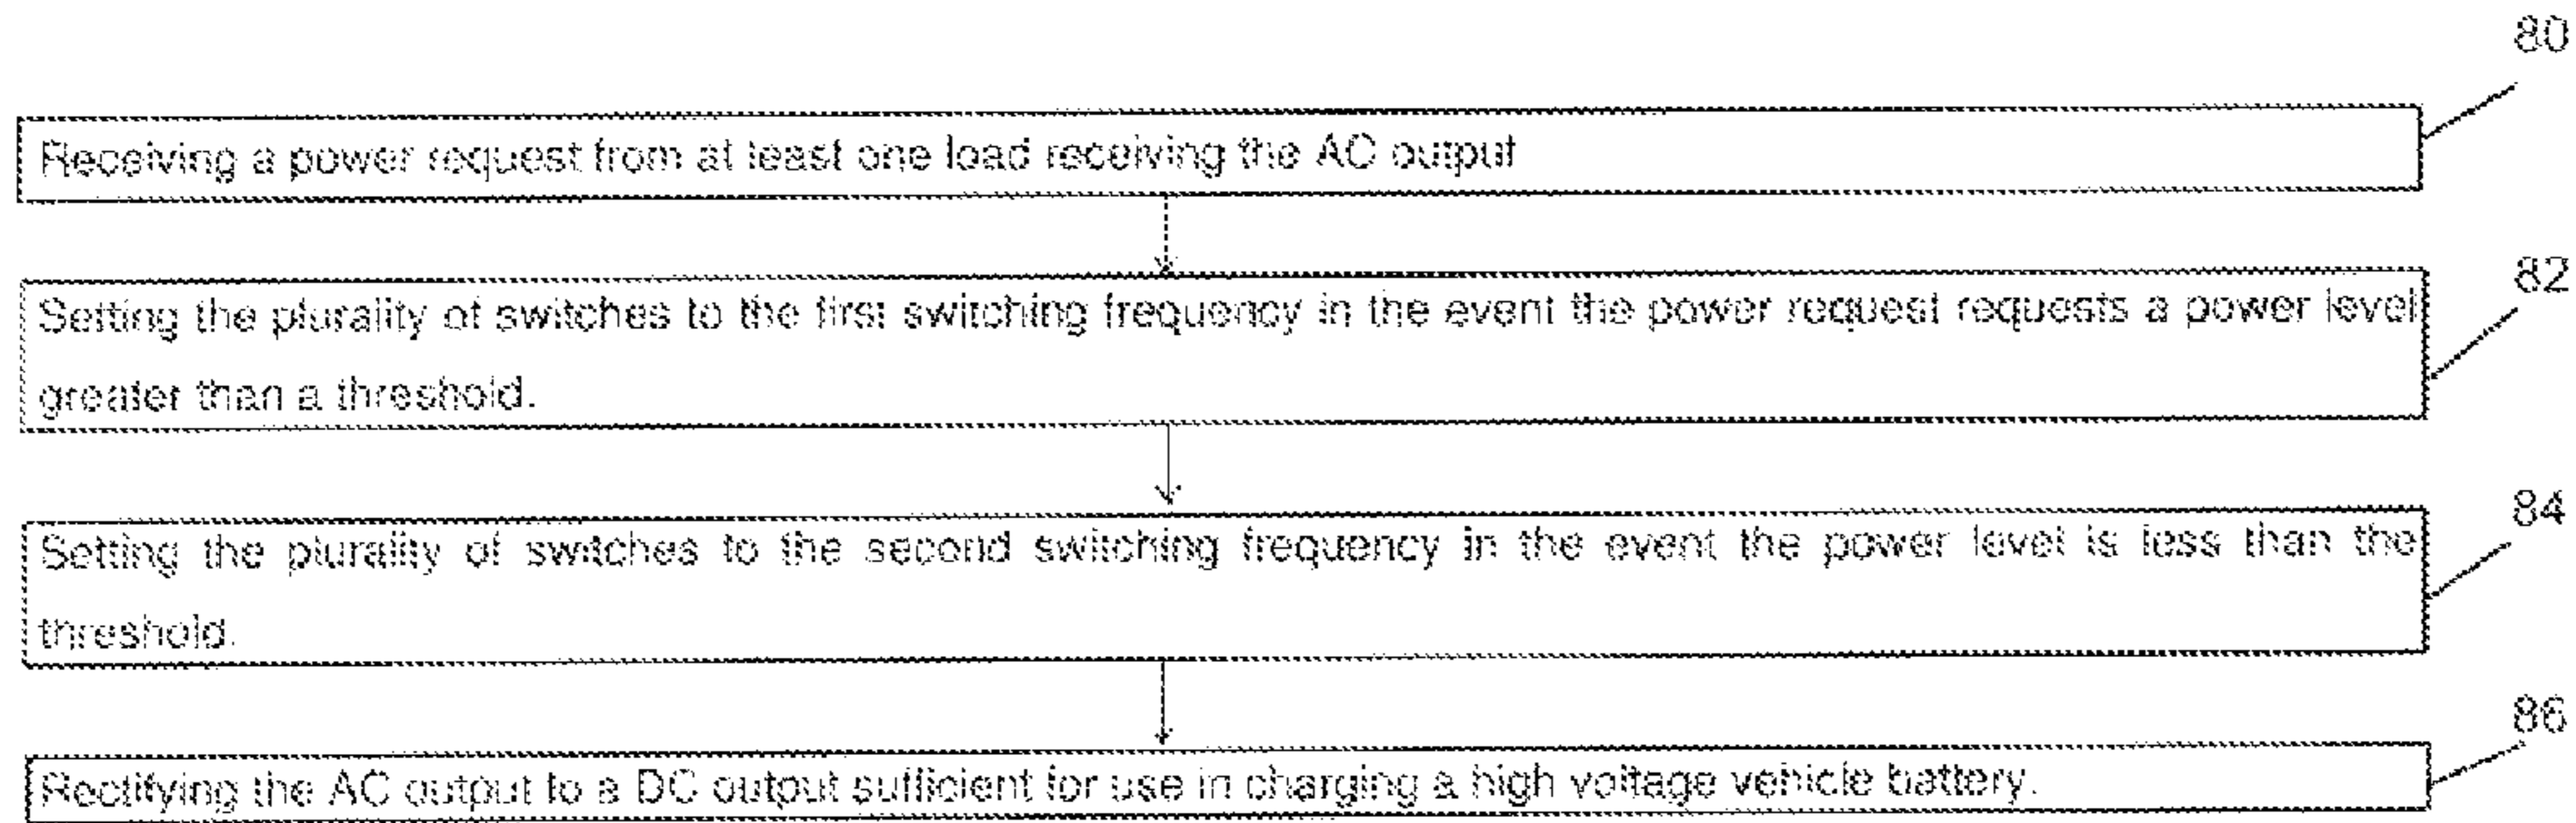 80
Receiving a power request from at least one load receiving the AC output
82
Setting the plurality of switches to the first switching frequency in the event the power request requests a power level
greater than a threshold.
84
Setting the plurality of switches to the second switching frequency in the event the power level is less than the
threshold.
86
Rectifying the AC output to a DC output sufficient for use in charging a high voltage vehicle battery.